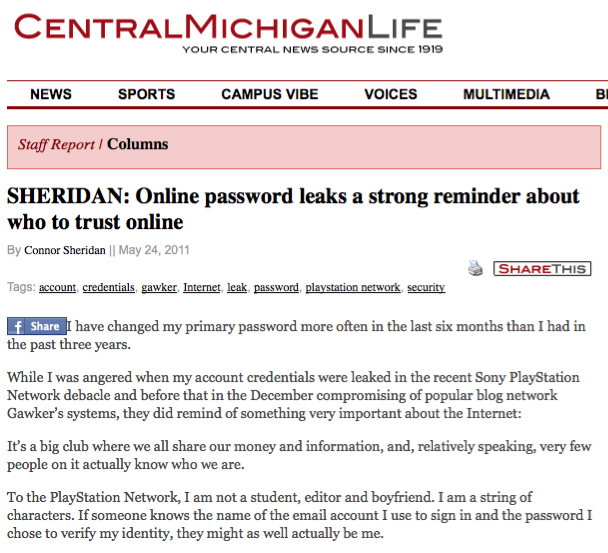 CENTRALMICHIGANLIFE
YOUR CENTRAL NEWS SOURCE SINCE 1919
NEWS SPORTS CAMPUS VIBE VOICES MULTIMEDIA
Staff Report / Columns
SHERIDAN: Online password leaks a strong reminder about
who to trust online
By Connor Sheridan || May 24, 2011
SHARETHIS
Tags: account, credentials, gawker, Internet, leak, password, playstation network, security
f Share I have changed my primary password more often in the last six months than I had in
the past three years.
While I was angered when my account credentials were leaked in the recent Sony PlayStation
Network debacle and before that in the December compromising of popular blog network
Gawker's systems, they did remind of something very important about the Internet:
It's a big club where we all share our money and information, and, relatively speaking, very few
people on it actually know who we are.
To the PlayStation Network, I am not a student, editor and boyfriend. I am a string of
characters. If someone knows the name of the email account I use to sign in and the password I
chose to verify my identity, they might as well actually be me.